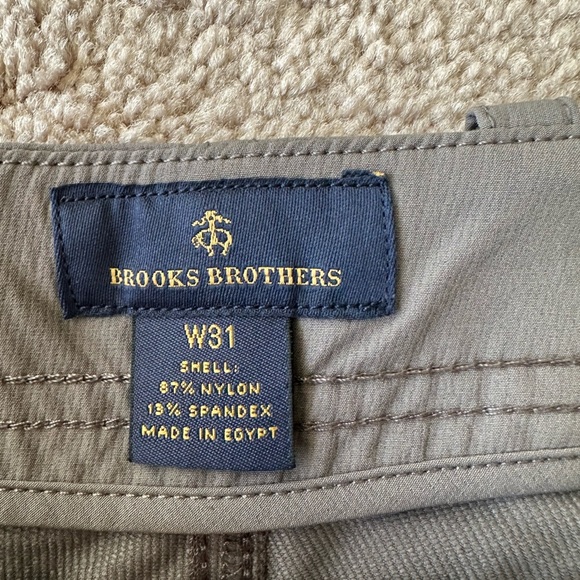 BROOKS BROTHERS
W31
SHELL:
87% NYLON
13% SPANDEX
MADE IN EGYPT